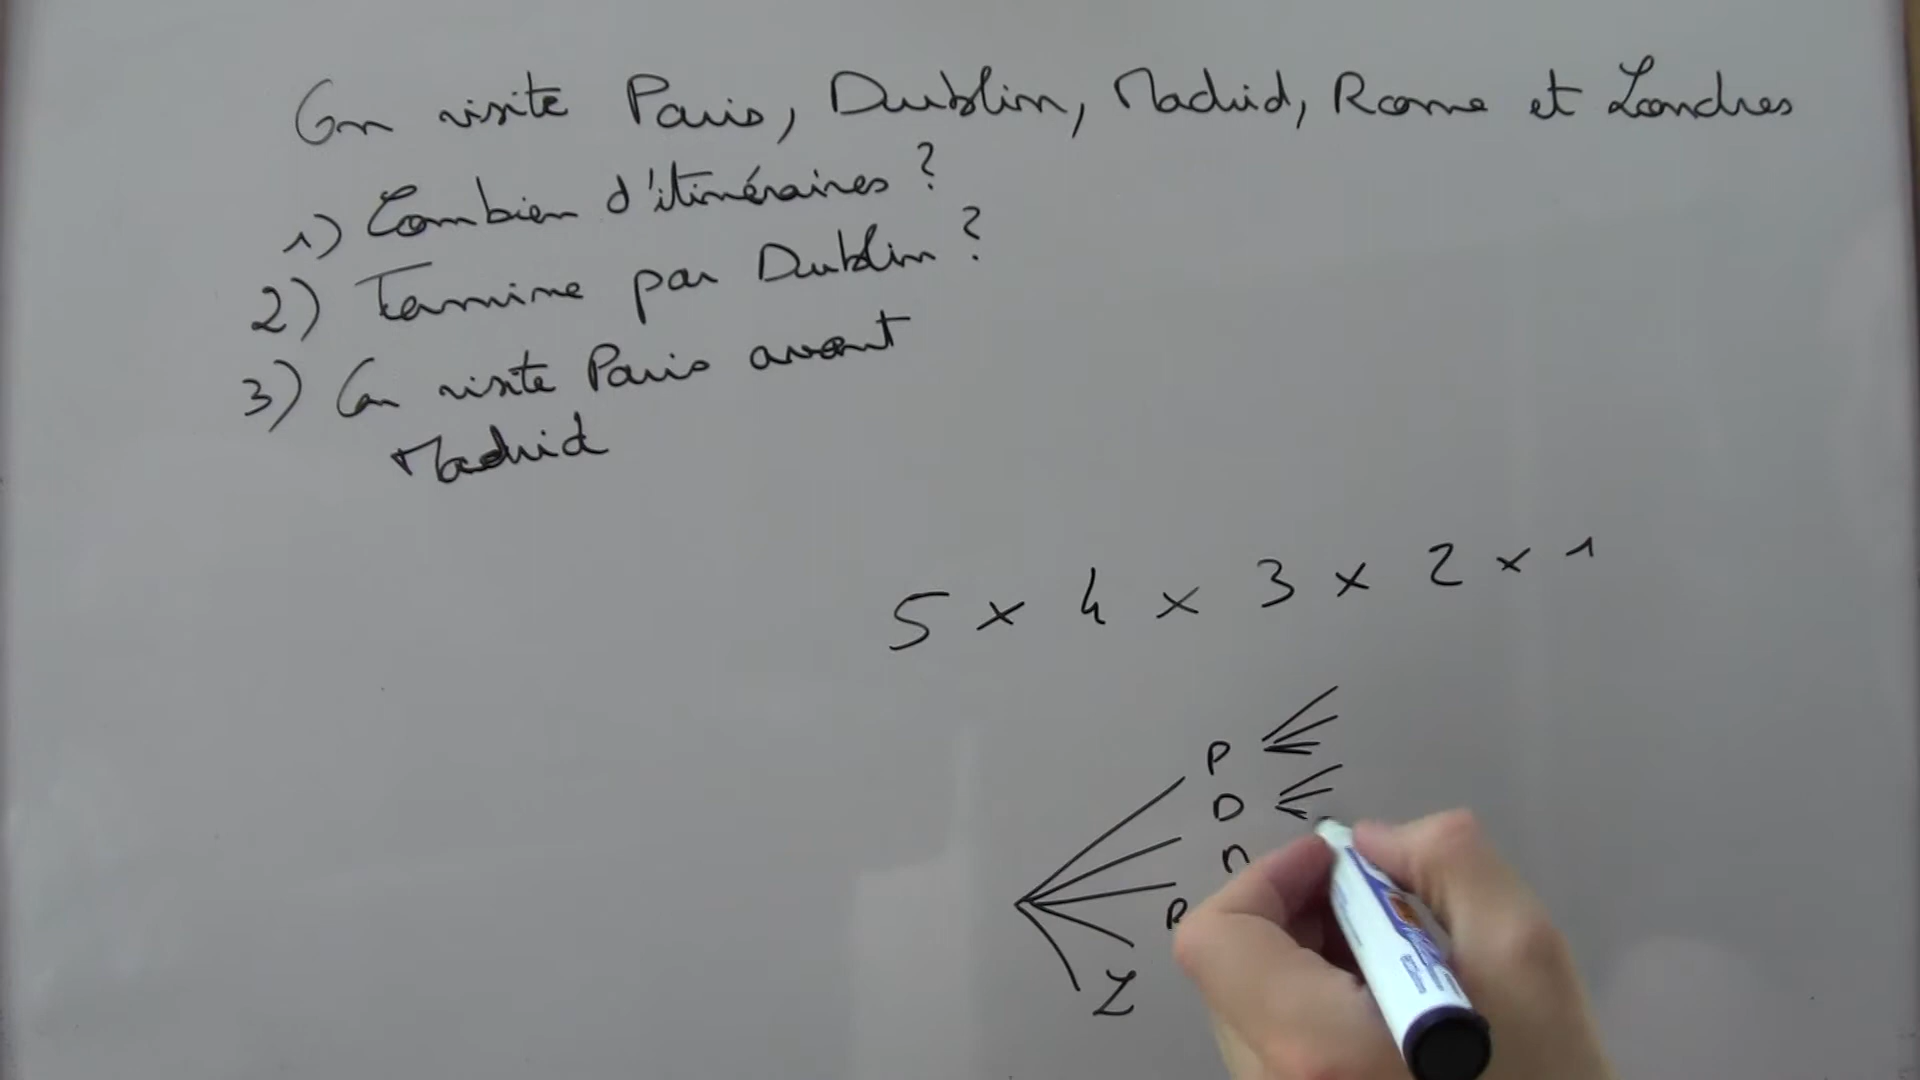 On visite Paris, Dublin, Madrid, Rome et Londres
1) Combien d'itinéraires ?
2) Termine par Dublin ?
3) On visite Paris avant
Madrid
5 x 4 x 3 x 2 x 1
P
D
M
R
L